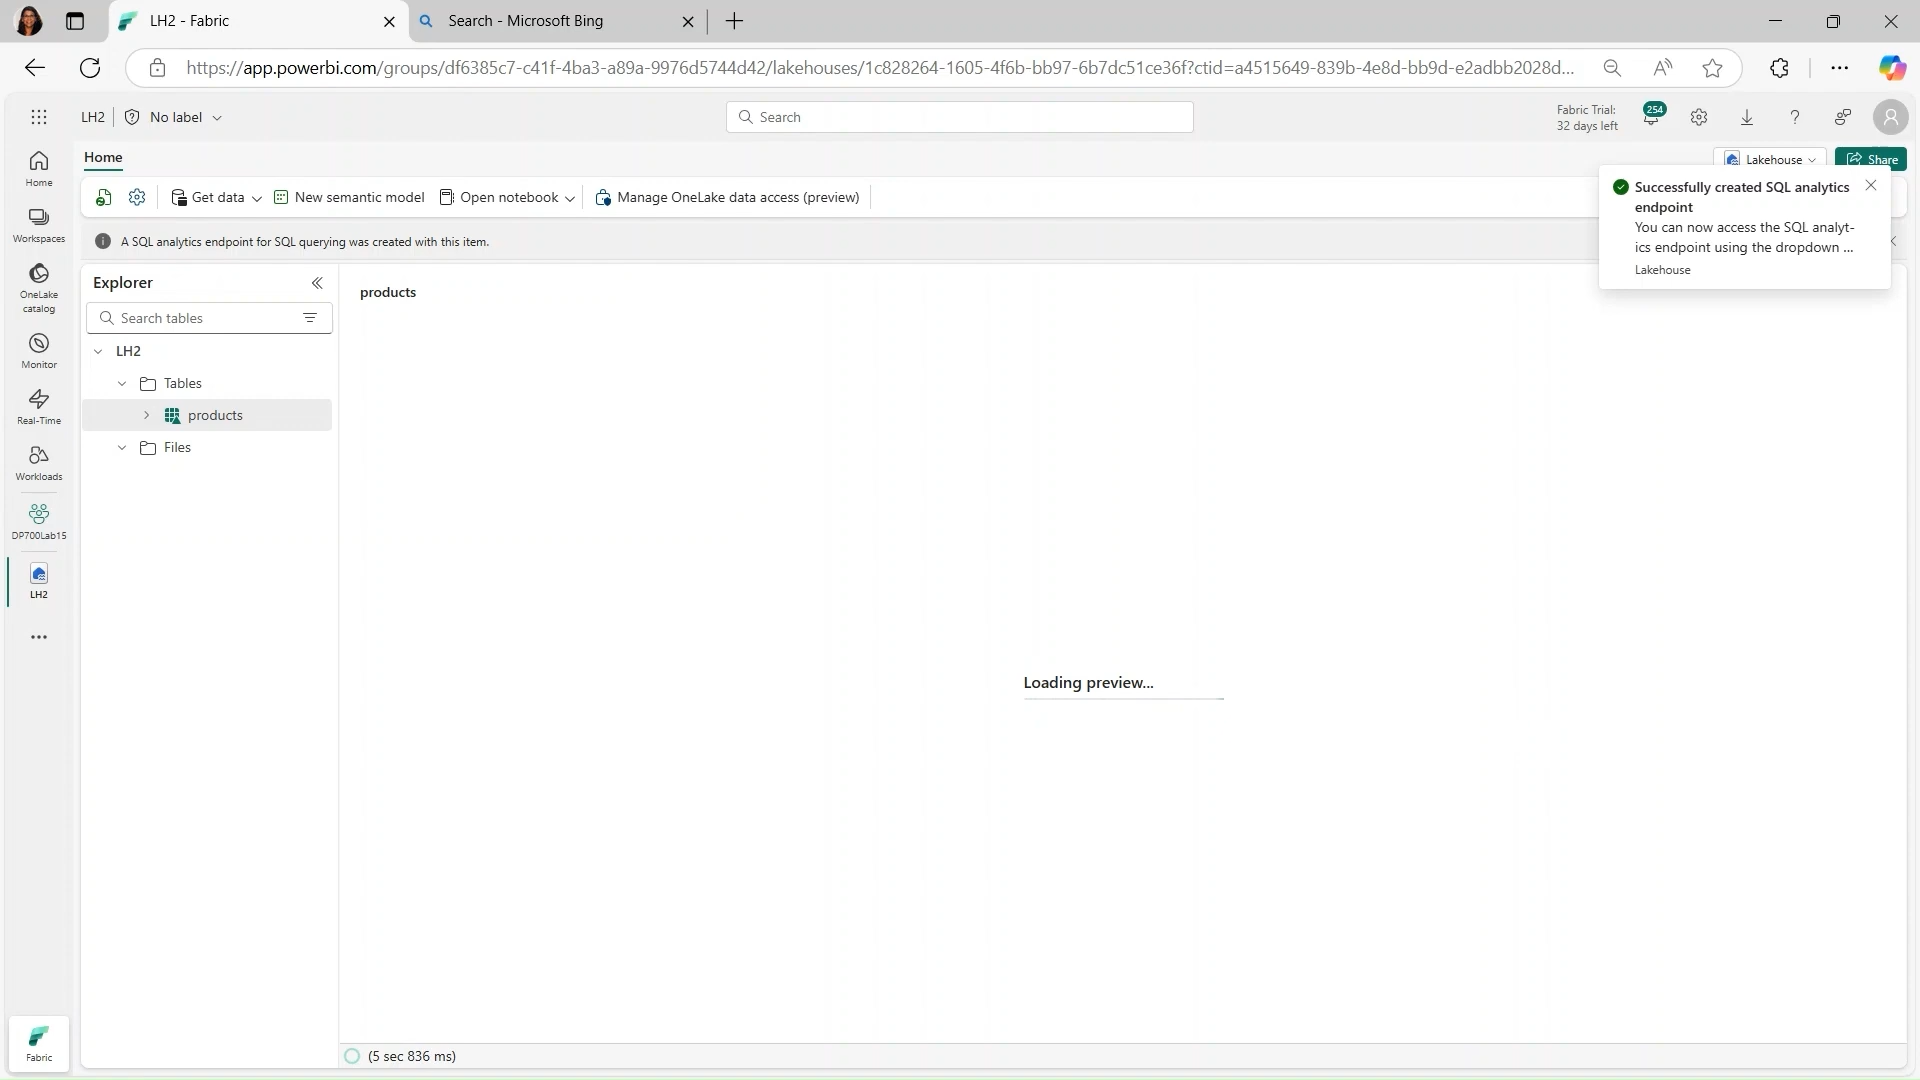 LH2 - Fabric
Search - Microsoft Bing
https://app.powerbi.com/groups/df6385c7-c41f-4ba3-a89a-9976d5744d42/lakehouses/1c828264-1605-4f6b-bb97-6b7dc51ce36f?ctid=a4515649-839b-4e8d-bb9d-e2adbb2028d...
LH2
No label
Search
Fabric Trial:
32 days left
254
Home
Lakehouse
Share
Get data
New semantic model
Open notebook
Manage OneLake data access (preview)
Successfully created SQL analytics
endpoint
You can now access the SQL analyt-
ics endpoint using the dropdown ...
Lakehouse
A SQL analytics endpoint for SQL querying was created with this item.
Home
Workspaces
OneLake
catalog
Monitor
Real-Time
Workloads
DP700Lab15
LH2
Fabric
Explorer
Search tables
LH2
Tables
products
Files
products
Loading preview...
(5 sec 836 ms)